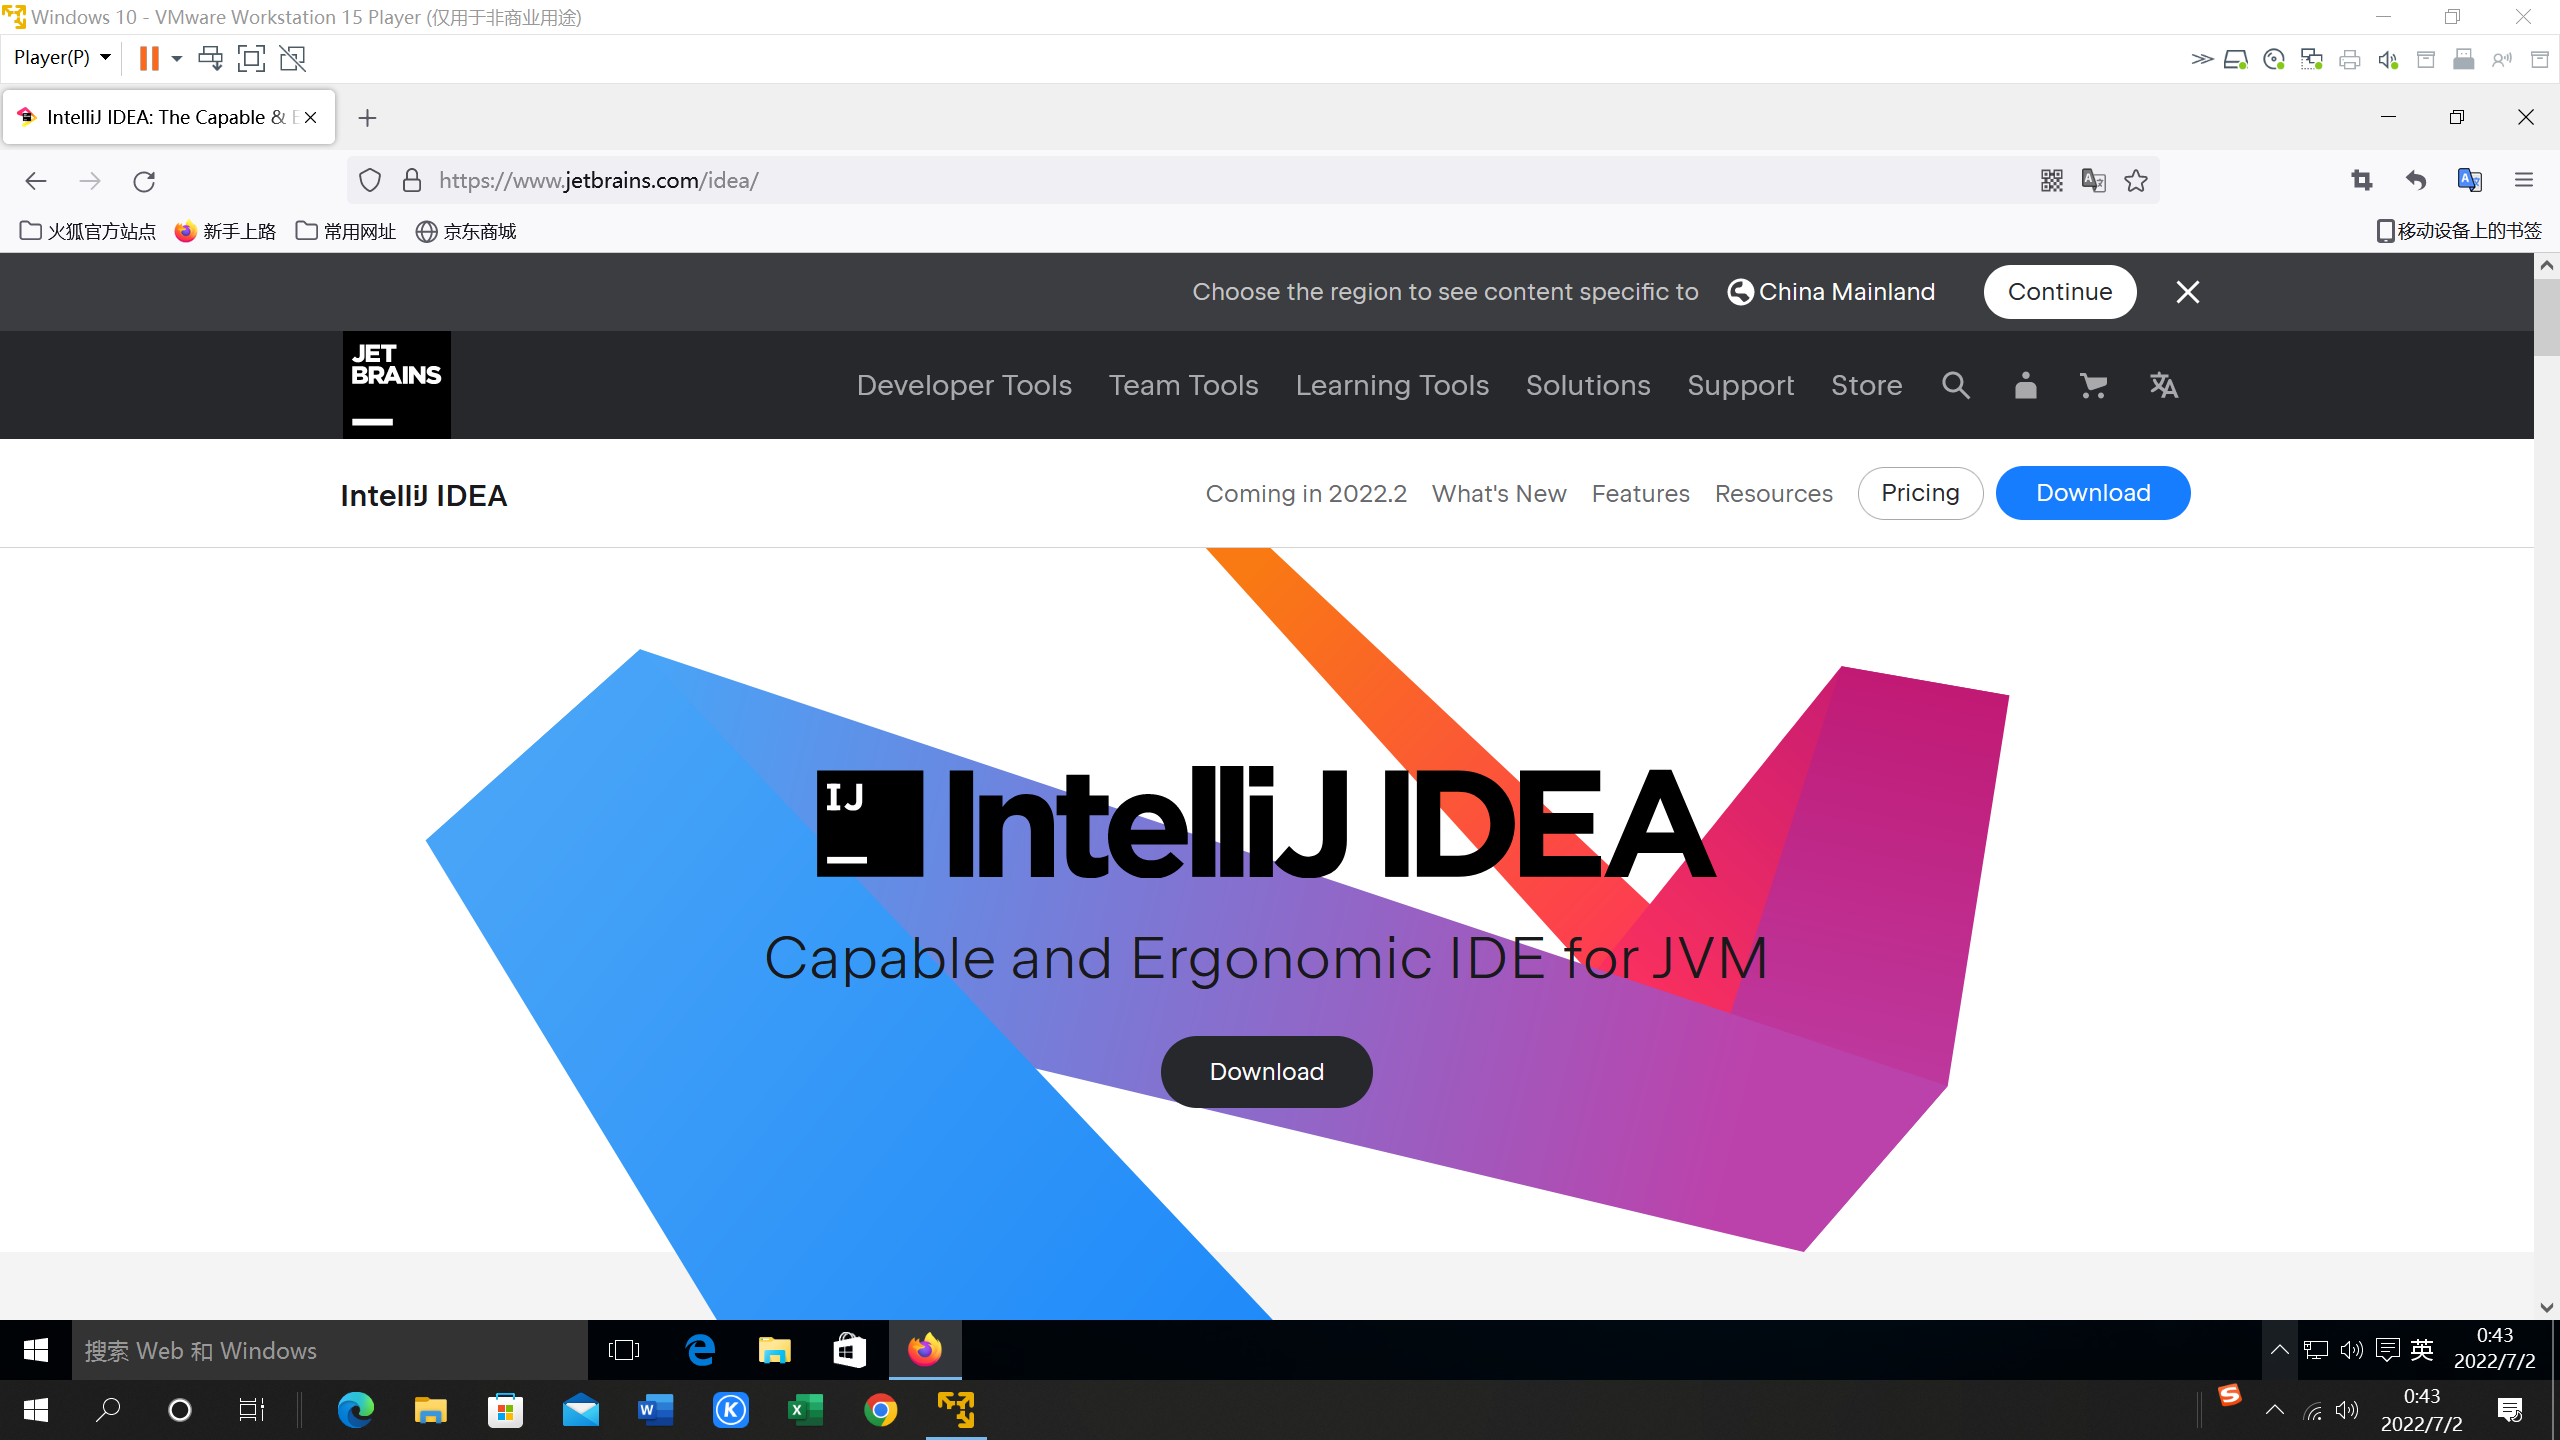 Windows 10 - VMware Workstation 15 Player (仅用于非商业用途)
Player(P)
IntelliJ IDEA: The Capable & E
https://www.jetbrains.com/idea/
火狐官方站点 新手上路 常用网址 京东商城 移动设备上的书签
Choose the region to see content specific to China Mainland Continue
JET
BRAINS
Developer Tools Team Tools Learning Tools Solutions Support Store
IntelliJ IDEA
Coming in 2022.2 What's New Features Resources Pricing Download
IJ
IntelliJ IDEA
Capable and Ergonomic IDE for JVM
Download
搜索 Web 和 Windows
英
0:43
2022/7/2
0:43
2022/7/2